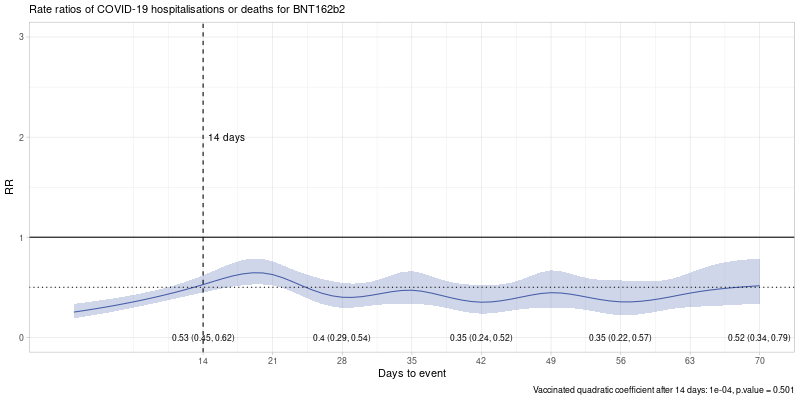 Rate ratios of COVID-19 hospitalisations or deaths for BNT162b2
3
2
1
0
RR
14 days
0.53 (0.45, 0.62) 0.4 (0.29, 0.54) 0.35 (0.24, 0.52) 0.35 (0.22, 0.57) 0.52 (0.34, 0.79)
14 21 28 35 42 49 56 63 70
Days to event
Vaccinated quadratic coefficient after 14 days: 1e-04, p.value = 0.501